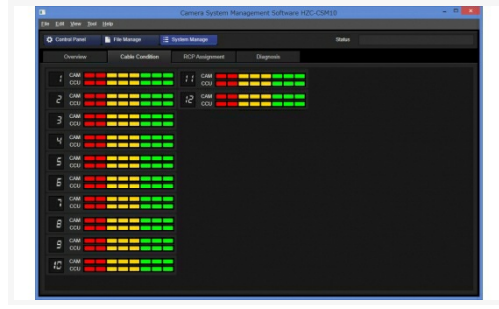 Camera System Management Software HZC-CSM10
File Edit View Tool Help
Control Panel File Manage System Manage Status
Overview Cable Condition RCP Assignment Diagnosis
1 CAM CCU 11 CAM CCU
2 CAM CCU 12 CAM CCU
3 CAM CCU
4 CAM CCU
5 CAM CCU
6 CAM CCU
7 CAM CCU
8 CAM CCU
9 CAM CCU
10 CAM CCU